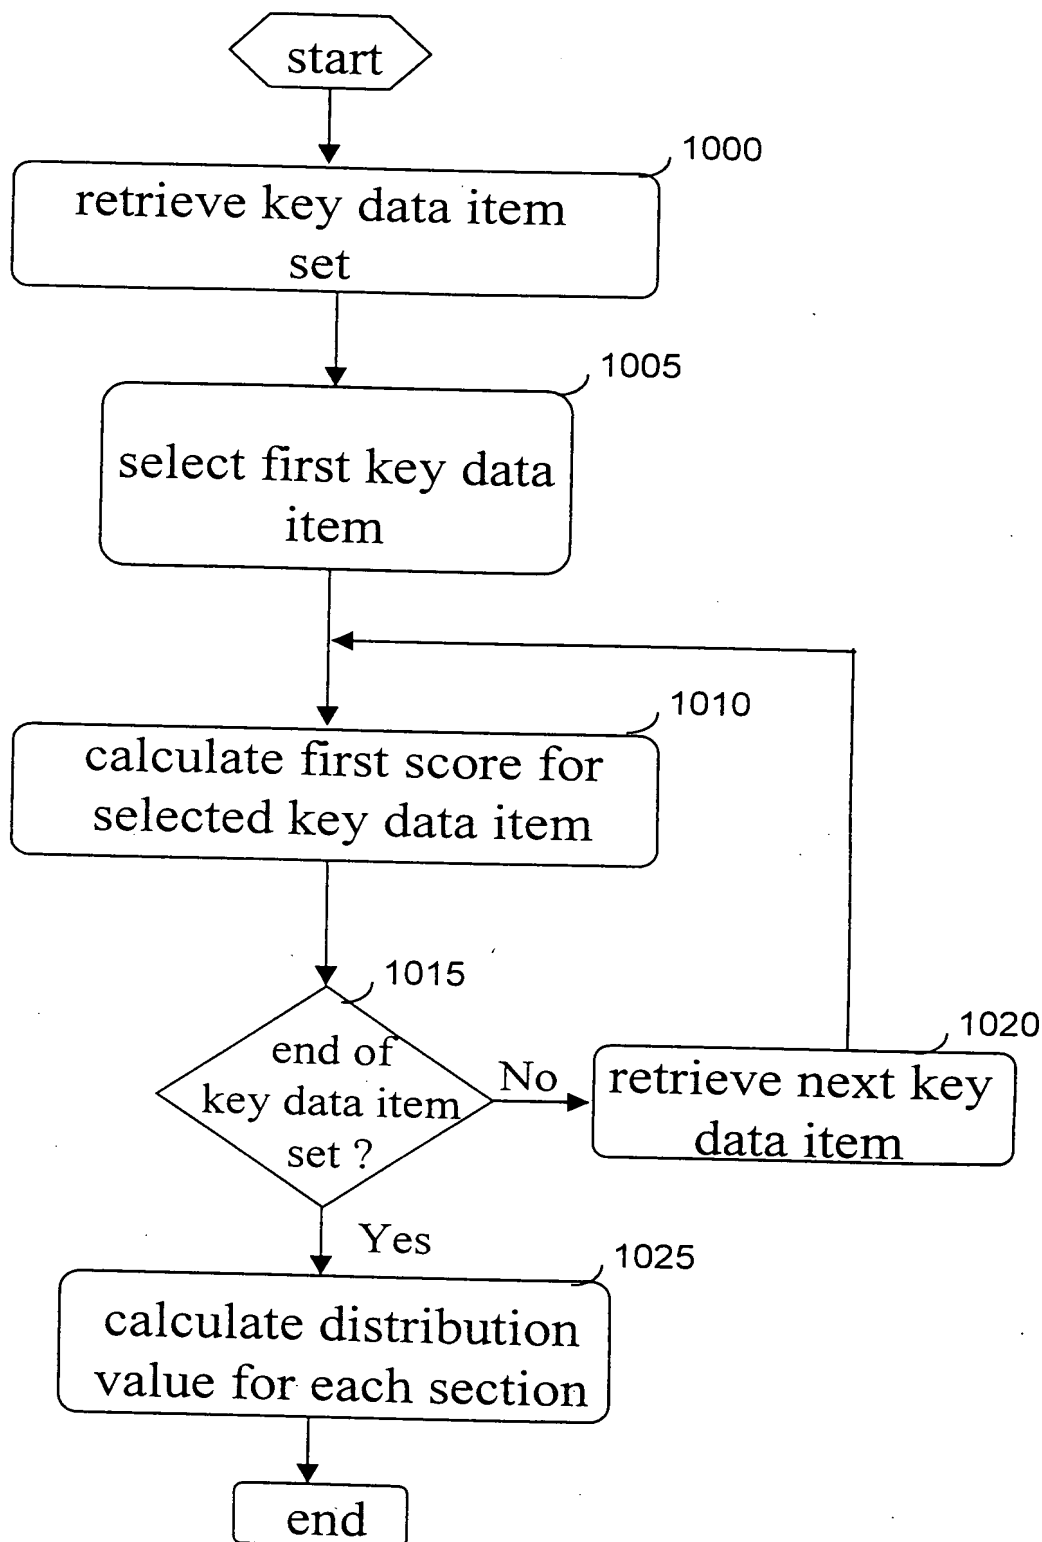 start
1000
retrieve key data item
set
1005
select first key data
item
1010
calculate first score for
selected key data item
1015
end of
key data item
set ?
No
1020
retrieve next key
data item
Yes
1025
calculate distribution
value for each section
end